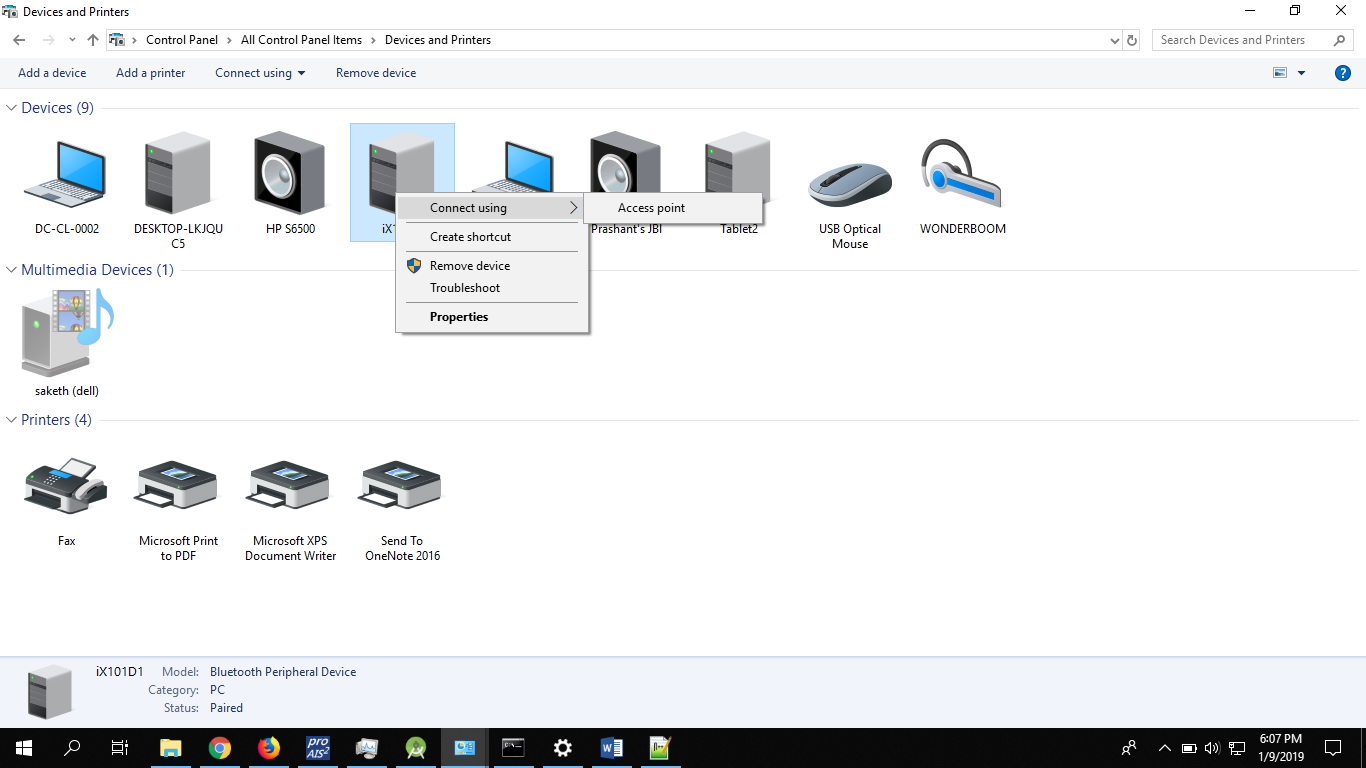 Devices and Printers
Control Panel > All Control Panel Items > Devices and Printers
Search Devices and Printers
Add a device Add a printer Connect using Remove device
?
Devices (9)
DC-CL-0002
DESKTOP-LKJQU
C5
HP S6500
Prashant's JBl
Tablet2
USB Optical
Mouse
WONDERBOOM
Connect using
Access point
Create shortcut
Remove device
Troubleshoot
Properties
Multimedia Devices (1)
saketh (dell)
Printers (4)
Fax
Microsoft Print
to PDF
Microsoft XPS
Document Writer
Send To
OneNote 2016
iX101D1 Model: Bluetooth Peripheral Device
Category: PC
Status: Paired
pro
AIS²
6:07 PM
1/9/2019